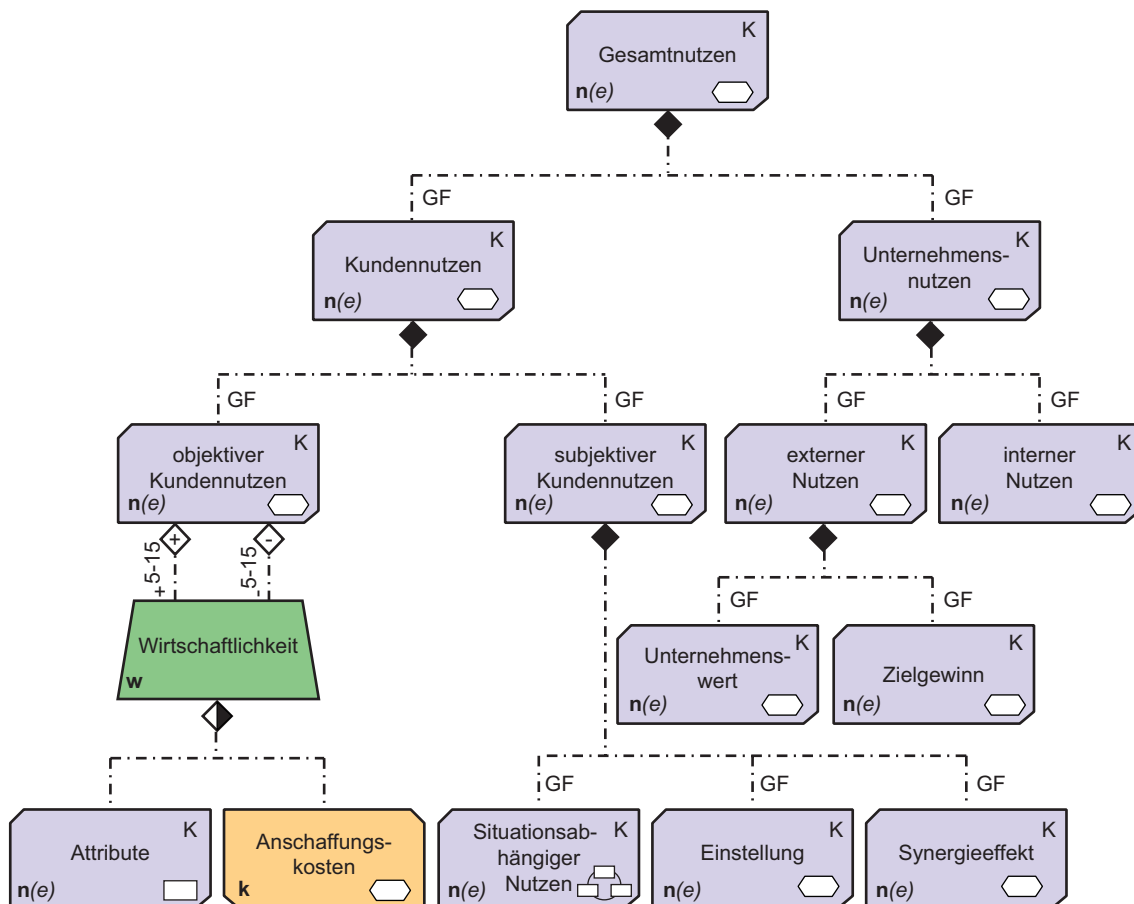 K
Gesamtnutzen
n(e)
GF
GF
K
Kundennutzen
n(e)
K
Unternehmens-
nutzen
n(e)
GF
GF
GF
GF
K
objektiver
Kundennutzen
n(e)
K
subjektiver
Kundennutzen
n(e)
K
externer
Nutzen
n(e)
K
interner
Nutzen
n(e)
+
-
+5-15
-5-15
GF
GF
Wirtschaftlichkeit
w
K
Unternehmens-
wert
n(e)
K
Zielgewinn
n(e)
GF
GF
GF
K
Attribute
n(e)
Anschaffungs-
kosten
k
K
Situationsab-
hängiger
Nutzen
n(e)
K
Einstellung
n(e)
K
Synergieeffekt
n(e)